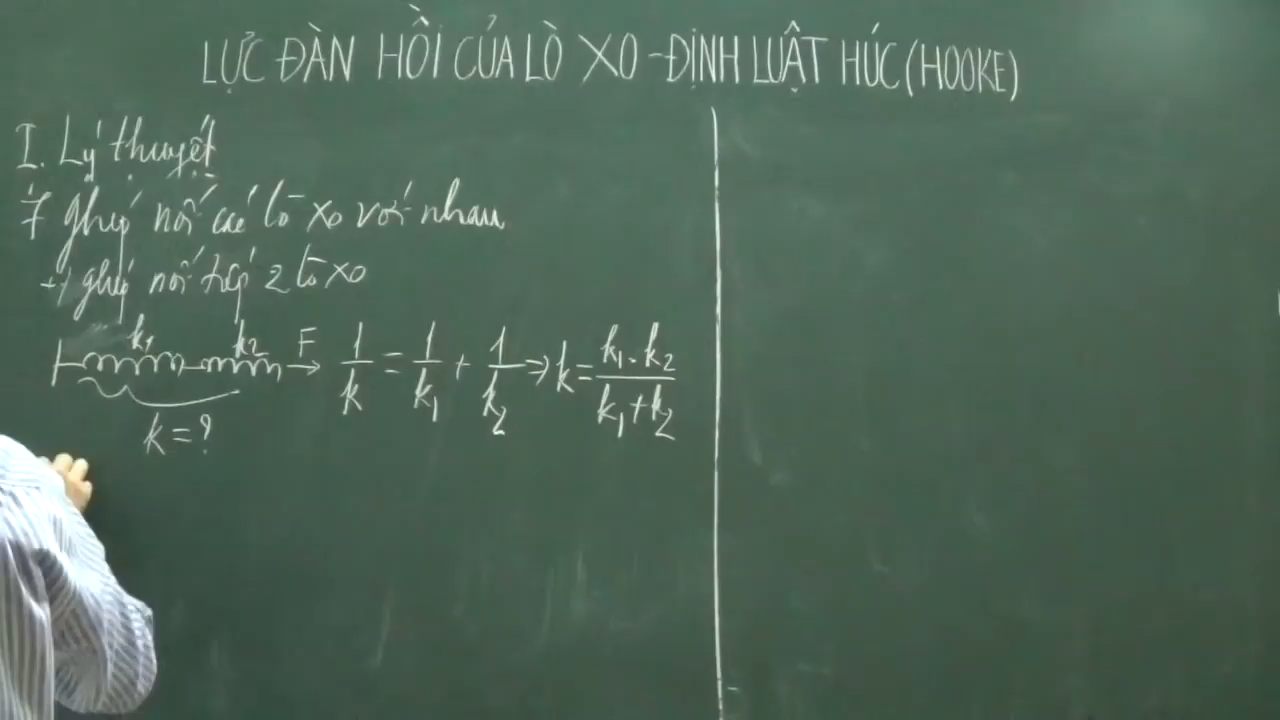 LỰC ĐÀN HỒI CỦA LÒ XO - ĐỊNH LUẬT HÚC (HOOKE)
I. Lý thuyết
7 ghép nối các lò xo với nhau
+/ ghép nối tiếp 2 lò xo
k₁ k₂ F
1/k = 1/k₁ + 1/k₂ => k = k₁.k₂/k₁+k₂
k = ?